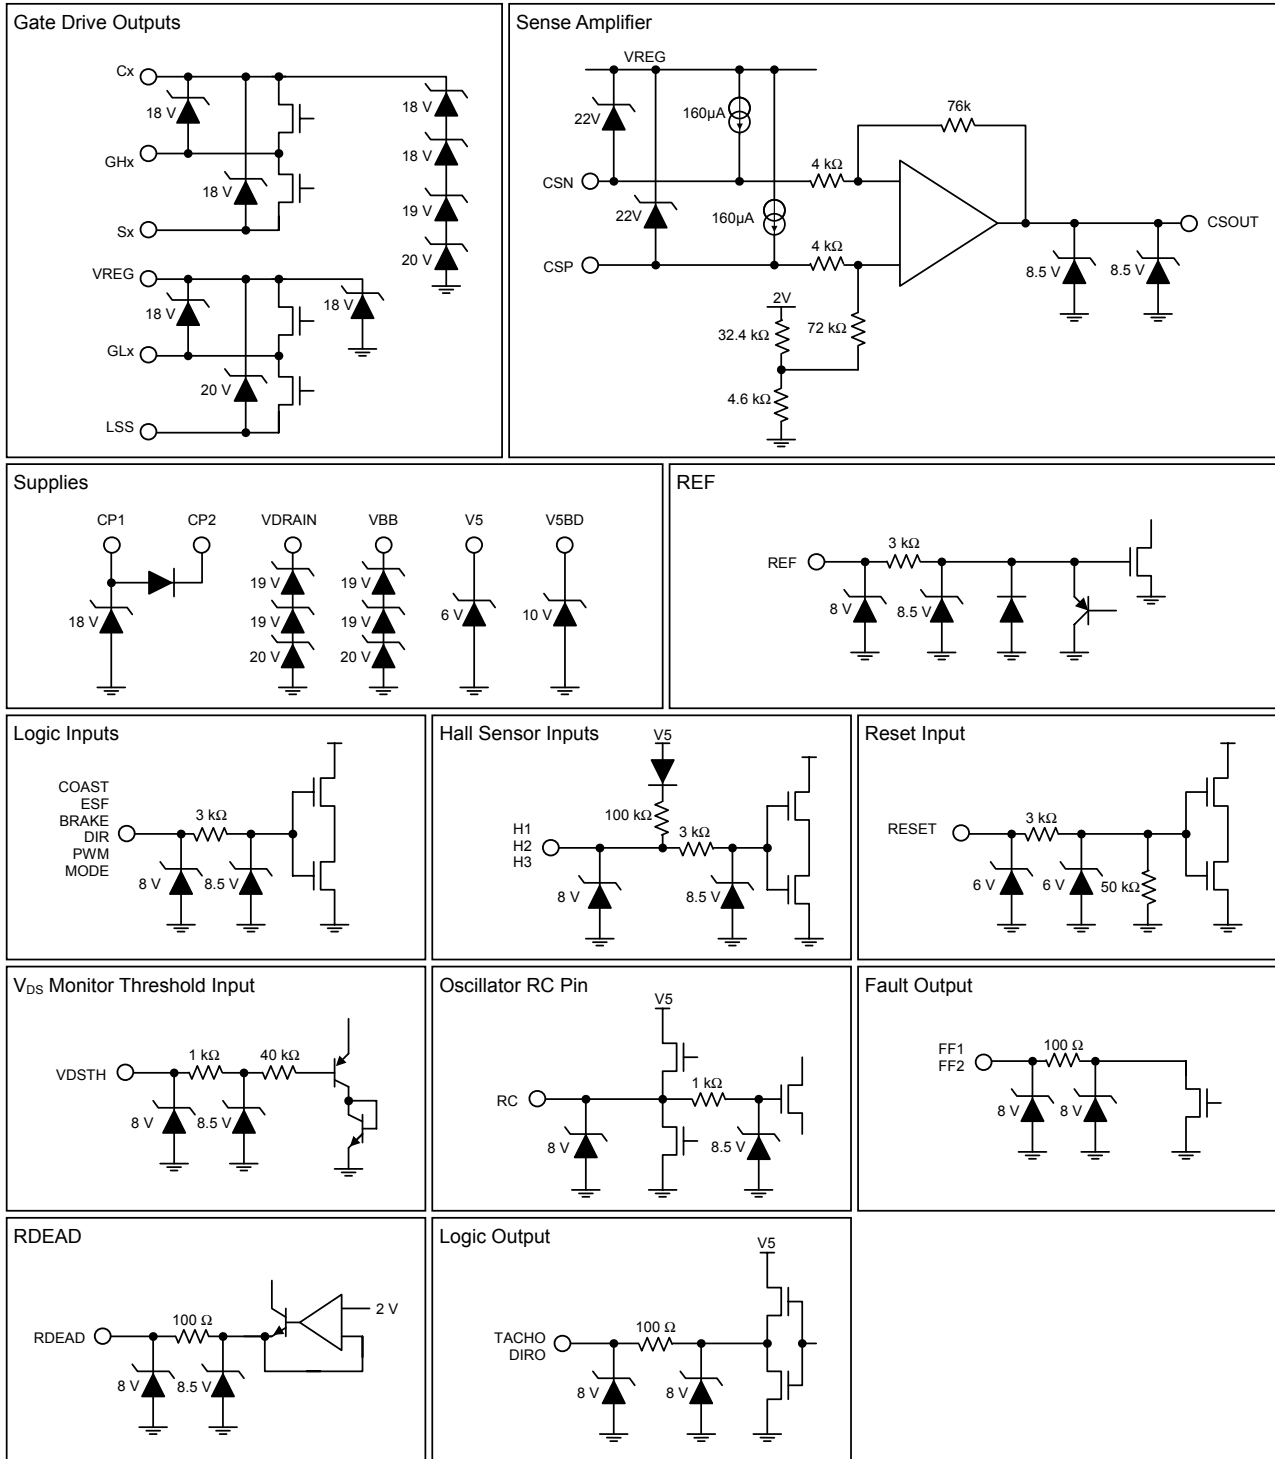 Gate Drive Outputs
Cx
18 V
18 V
18 V
GHx
18 V
19 V
Sx
20 V
VREG
18 V
18 V
GLx
20 V
LSS
Sense Amplifier
VREG
22V
160µA
76k
4 kΩ
CSN
22V
160µA
CSOUT
4 kΩ
CSP
8.5 V
8.5 V
2V
32.4 kΩ
72 kΩ
4.6 kΩ
Supplies
CP1
CP2
VDRAIN
VBB
V5
V5BD
18 V
19 V
19 V
20 V
19 V
19 V
20 V
6 V
10 V
REF
REF
3 kΩ
8 V
8.5 V
Logic Inputs
COAST
ESF
BRAKE
DIR
PWM
MODE
3 kΩ
8 V
8.5 V
Hall Sensor Inputs
V5
100 kΩ
3 kΩ
H1
H2
H3
8 V
8.5 V
Reset Input
RESET
3 kΩ
6 V
6 V
50 kΩ
VDS Monitor Threshold Input
1 kΩ
40 kΩ
VDSTH
8 V
8.5 V
Oscillator RC Pin
V5
1 kΩ
RC
8 V
8.5 V
Fault Output
FF1
FF2
100 Ω
8 V
8 V
RDEAD
2 V
100 Ω
RDEAD
8 V
8.5 V
Logic Output
V5
TACHO
DIRO
100 Ω
8 V
8 V